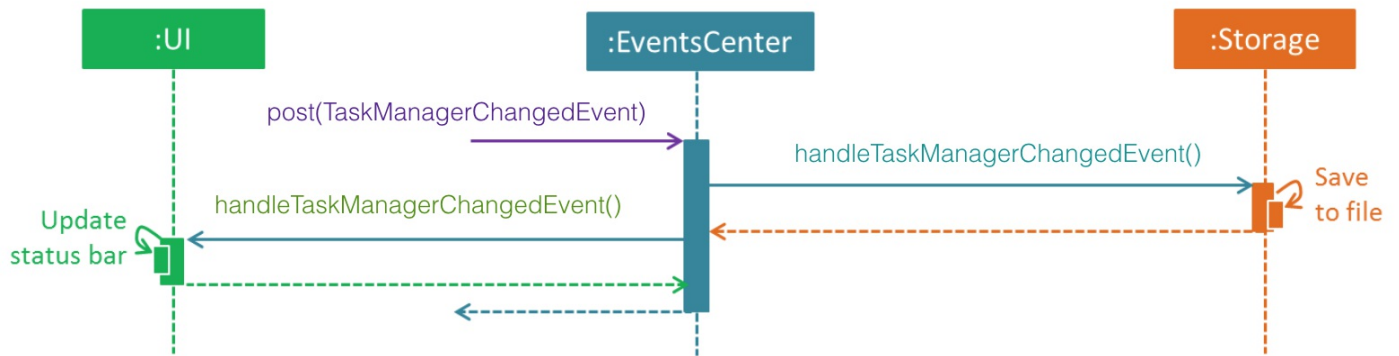 :UI
:EventsCenter
:Storage
post(TaskManagerChangedEvent)
handleTaskManagerChangedEvent()
Save
to file
handleTaskManagerChangedEvent()
Update
status bar